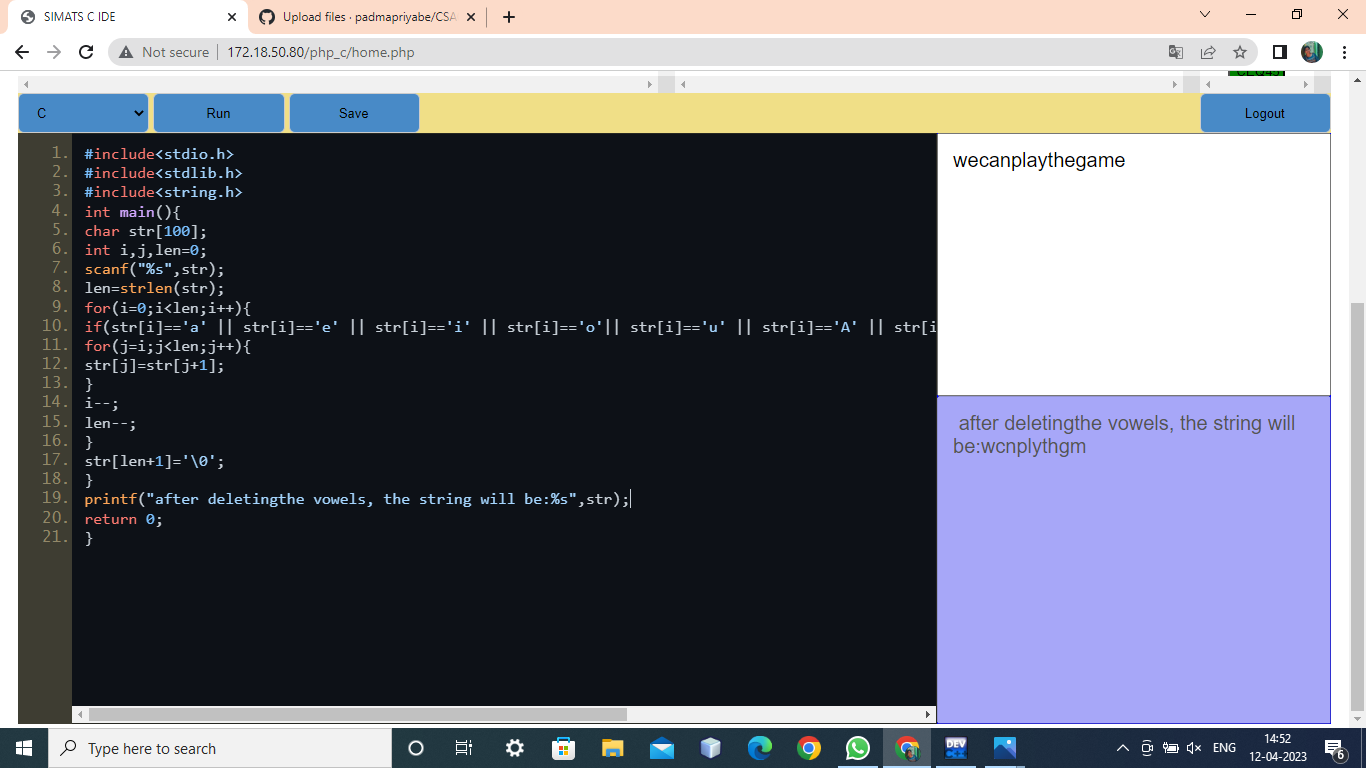 SIMATS C IDE
Upload files · padmapriyabe/CSA
Not secure
172.18.50.80/php_c/home.php
C
Run
Save
Logout
1. #include<stdio.h>
2. #include<stdlib.h>
3. #include<string.h>
4. int main(){
5. char str[100];
6. int i,j,len=0;
7. scanf("%s",str);
8. len=strlen(str);
9. for(i=0;i<len;i++){
10. if(str[i]=='a' || str[i]=='e' || str[i]=='i' || str[i]=='o'|| str[i]=='u' || str[i]=='A' || str[i
11. for(j=i;j<len;j++){
12. str[j]=str[j+1];
13. }
14. i--;
15. len--;
16. }
17. str[len+1]='\0';
18. }
19. printf("after deletingthe vowels, the string will be:%s",str);
20. return 0;
21. }
wecanplaythegame
after deletingthe vowels, the string will
be:wcnplythgm
Type here to search
DEV
ENG
14:52
12-04-2023
6